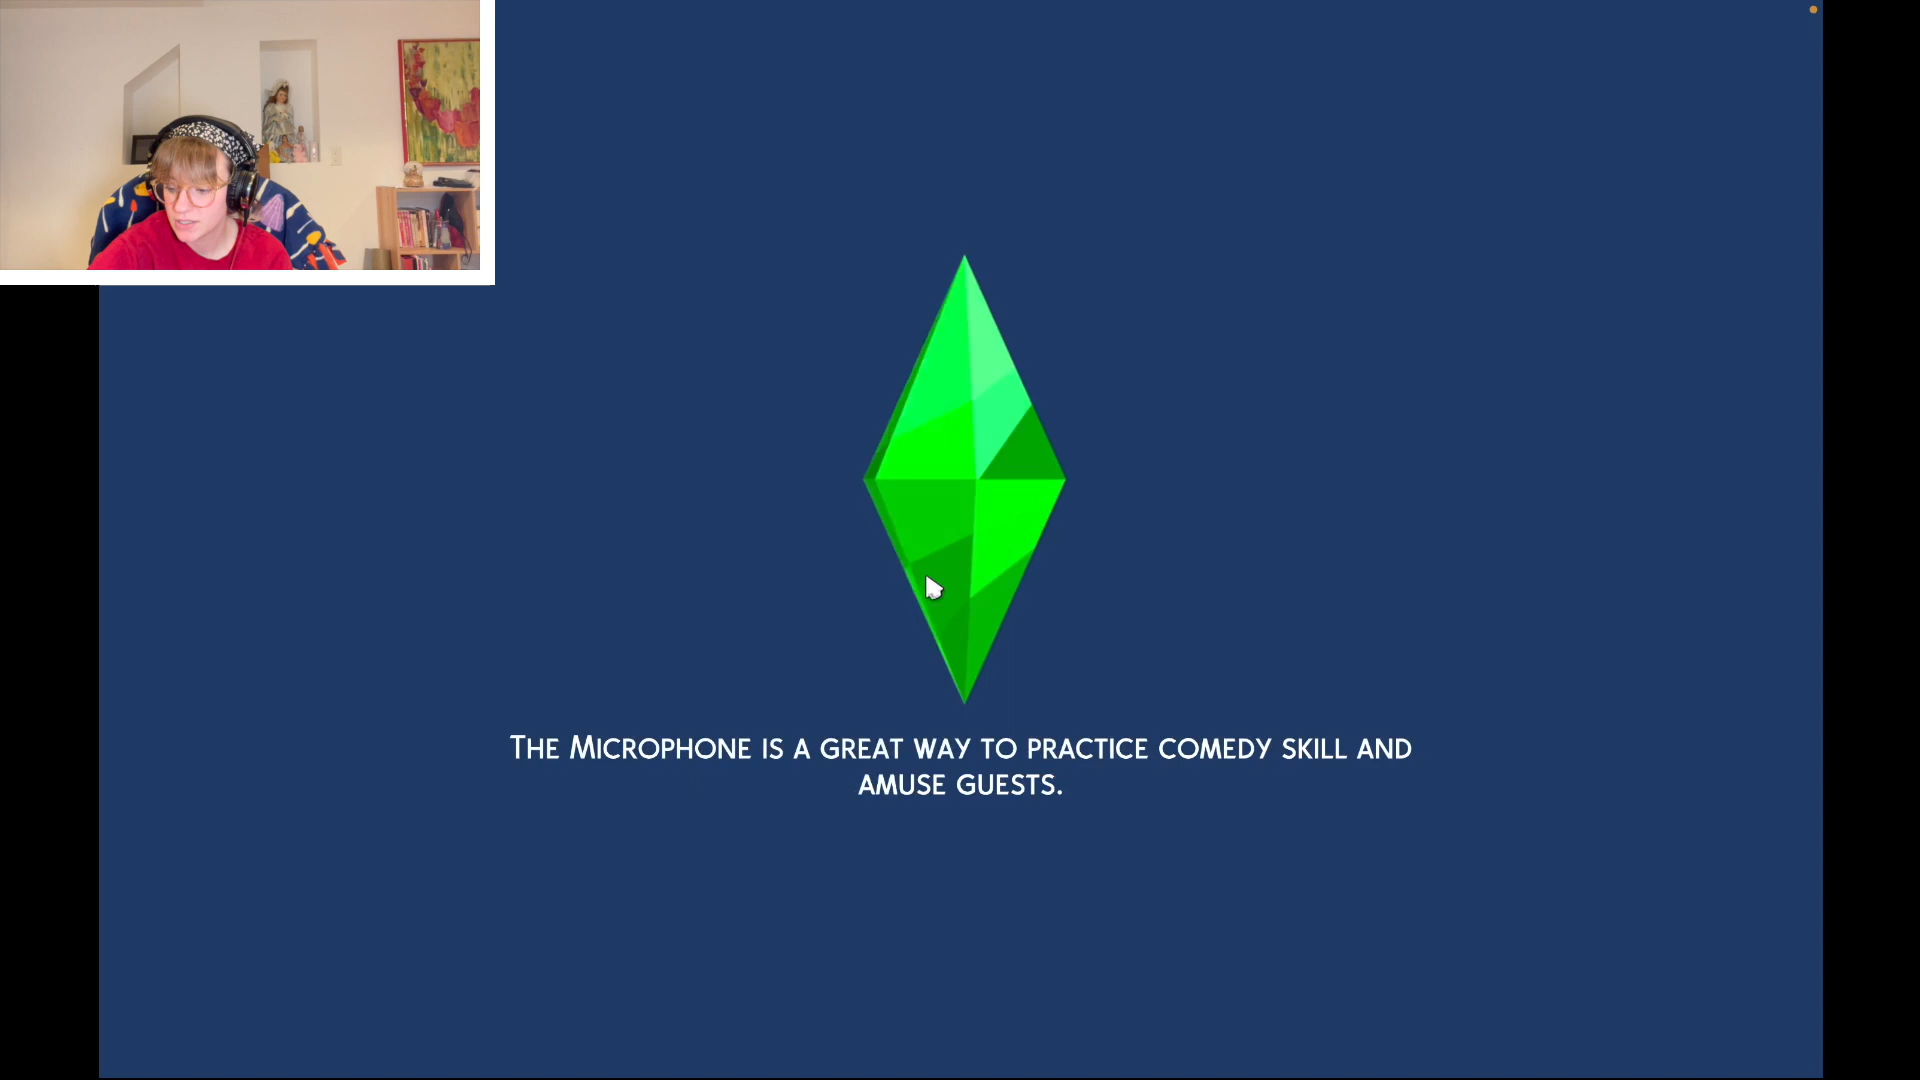 The Microphone is a great way to practice comedy skill and
amuse guests.